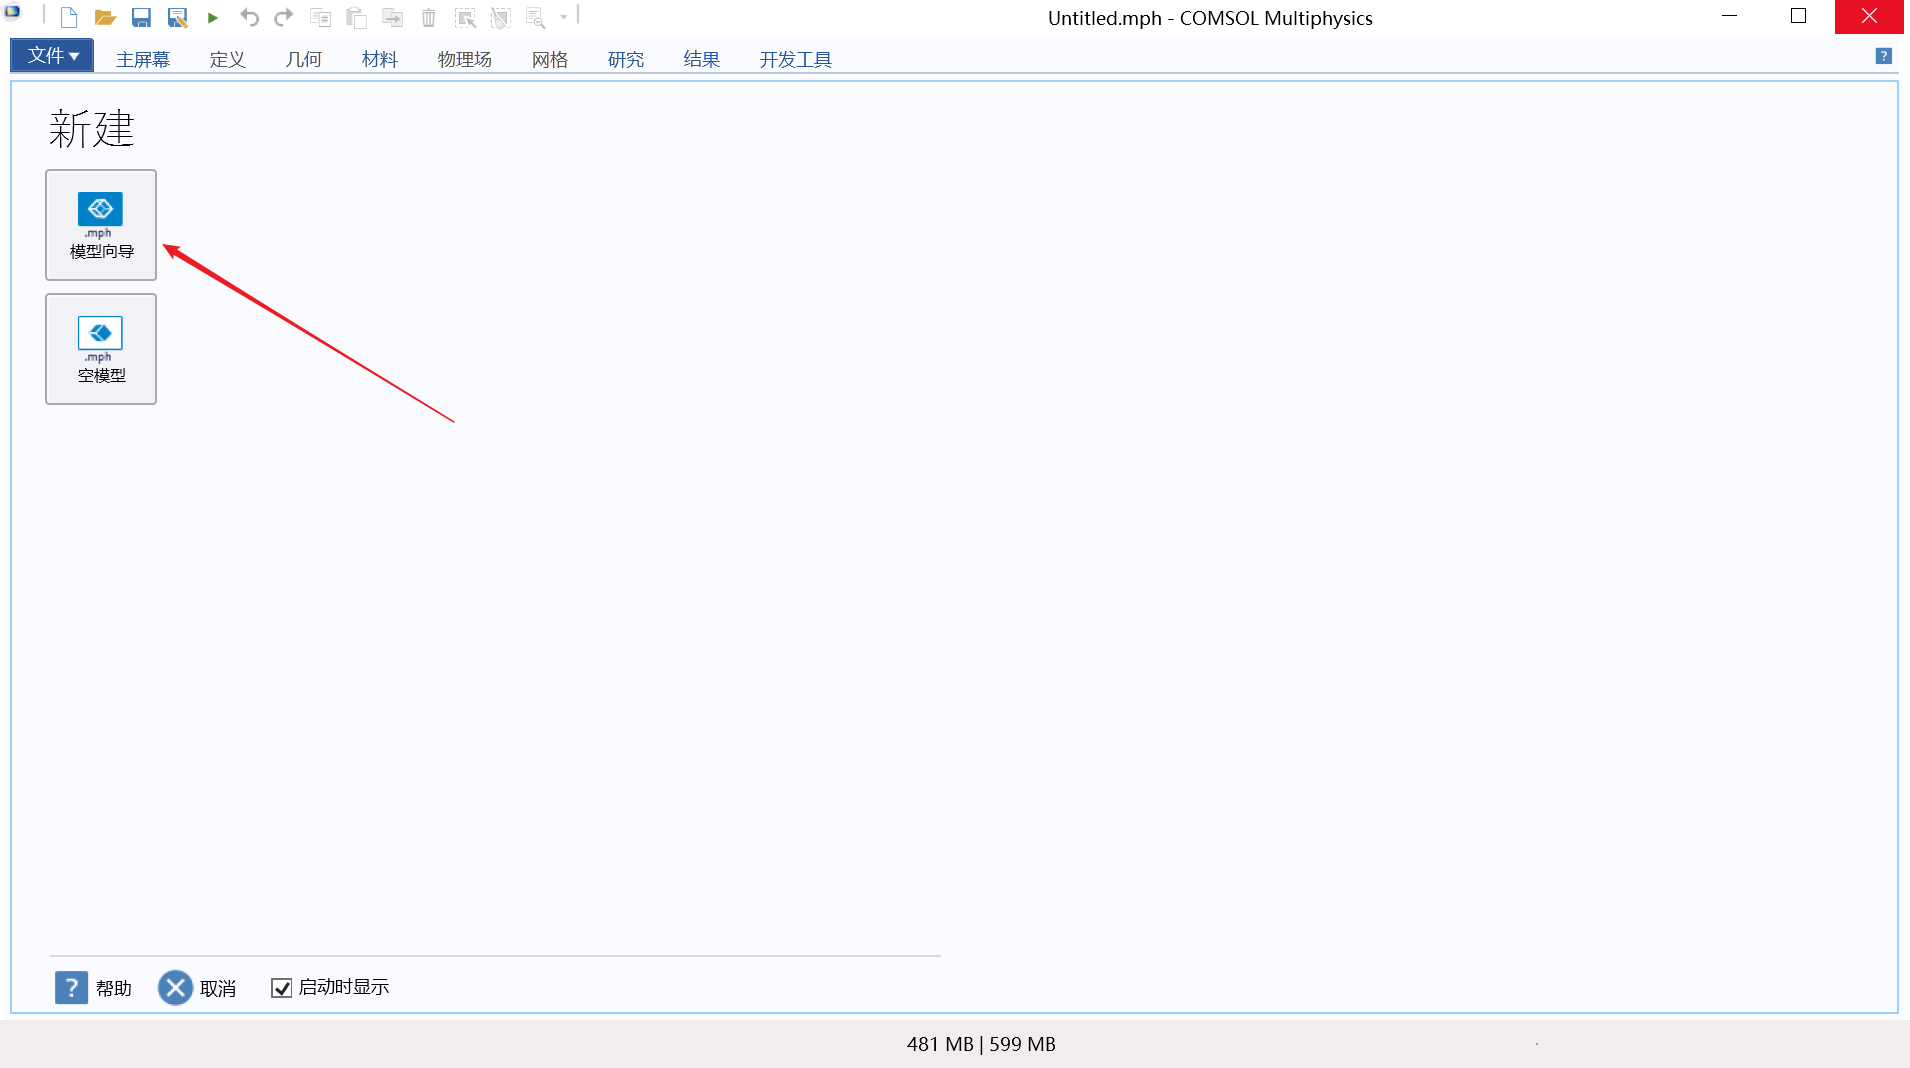 Untitled.mph - COMSOL Multiphysics
文件 主屏幕 定义 几何 材料 物理场 网格 研究 结果 开发工具 ?
新建
.mph
模型向导
.mph
空模型
? 帮助 取消 启动时显示
481 MB | 599 MB